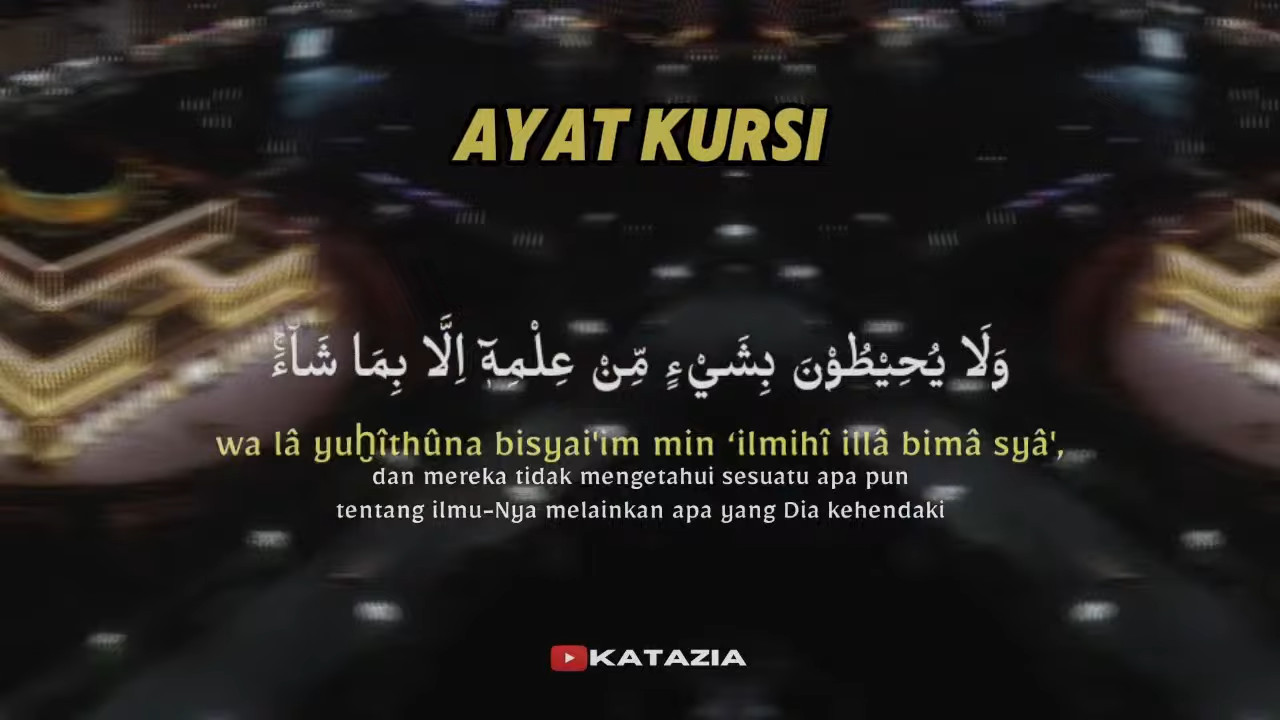 AYAT KURSI
وَلَا يُحِيْطُوْنَ بِشَيْءٍ مِّنْ عِلْمِهٖٓ اِلَّا بِمَا شَاۤءَۚ
wa lâ yuḫîthûna bisyai'im min ‘ilmihî illâ bimâ syâ',
dan mereka tidak mengetahui sesuatu apa pun
tentang ilmu-Nya melainkan apa yang Dia kehendaki
KATAZIA